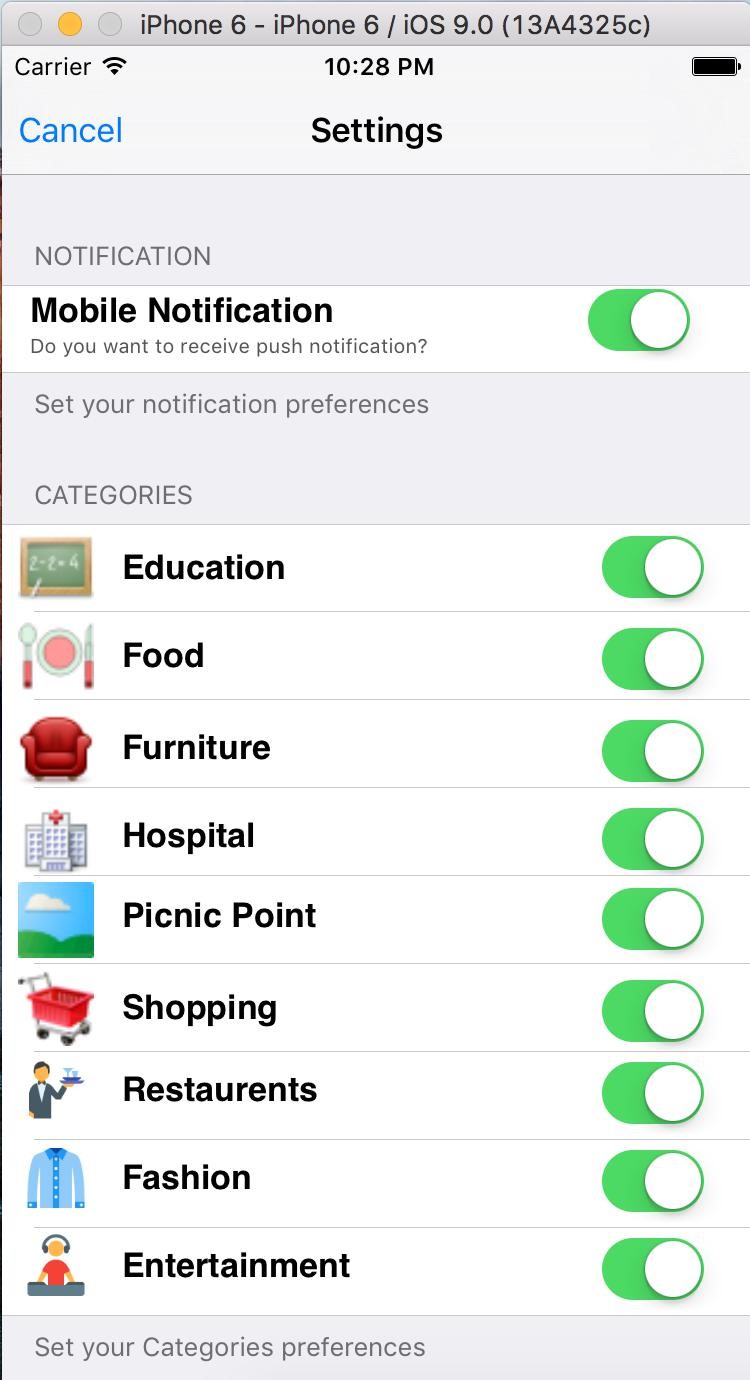 iPhone 6 - iPhone 6 / iOS 9.0 (13A4325c)
Carrier 10:28 PM
Cancel Settings
NOTIFICATION
Mobile Notification
Do you want to receive push notification?
Set your notification preferences
CATEGORIES
2-2=4 Education
Food
Furniture
Hospital
Picnic Point
Shopping
Restaurents
Fashion
Entertainment
Set your Categories preferences